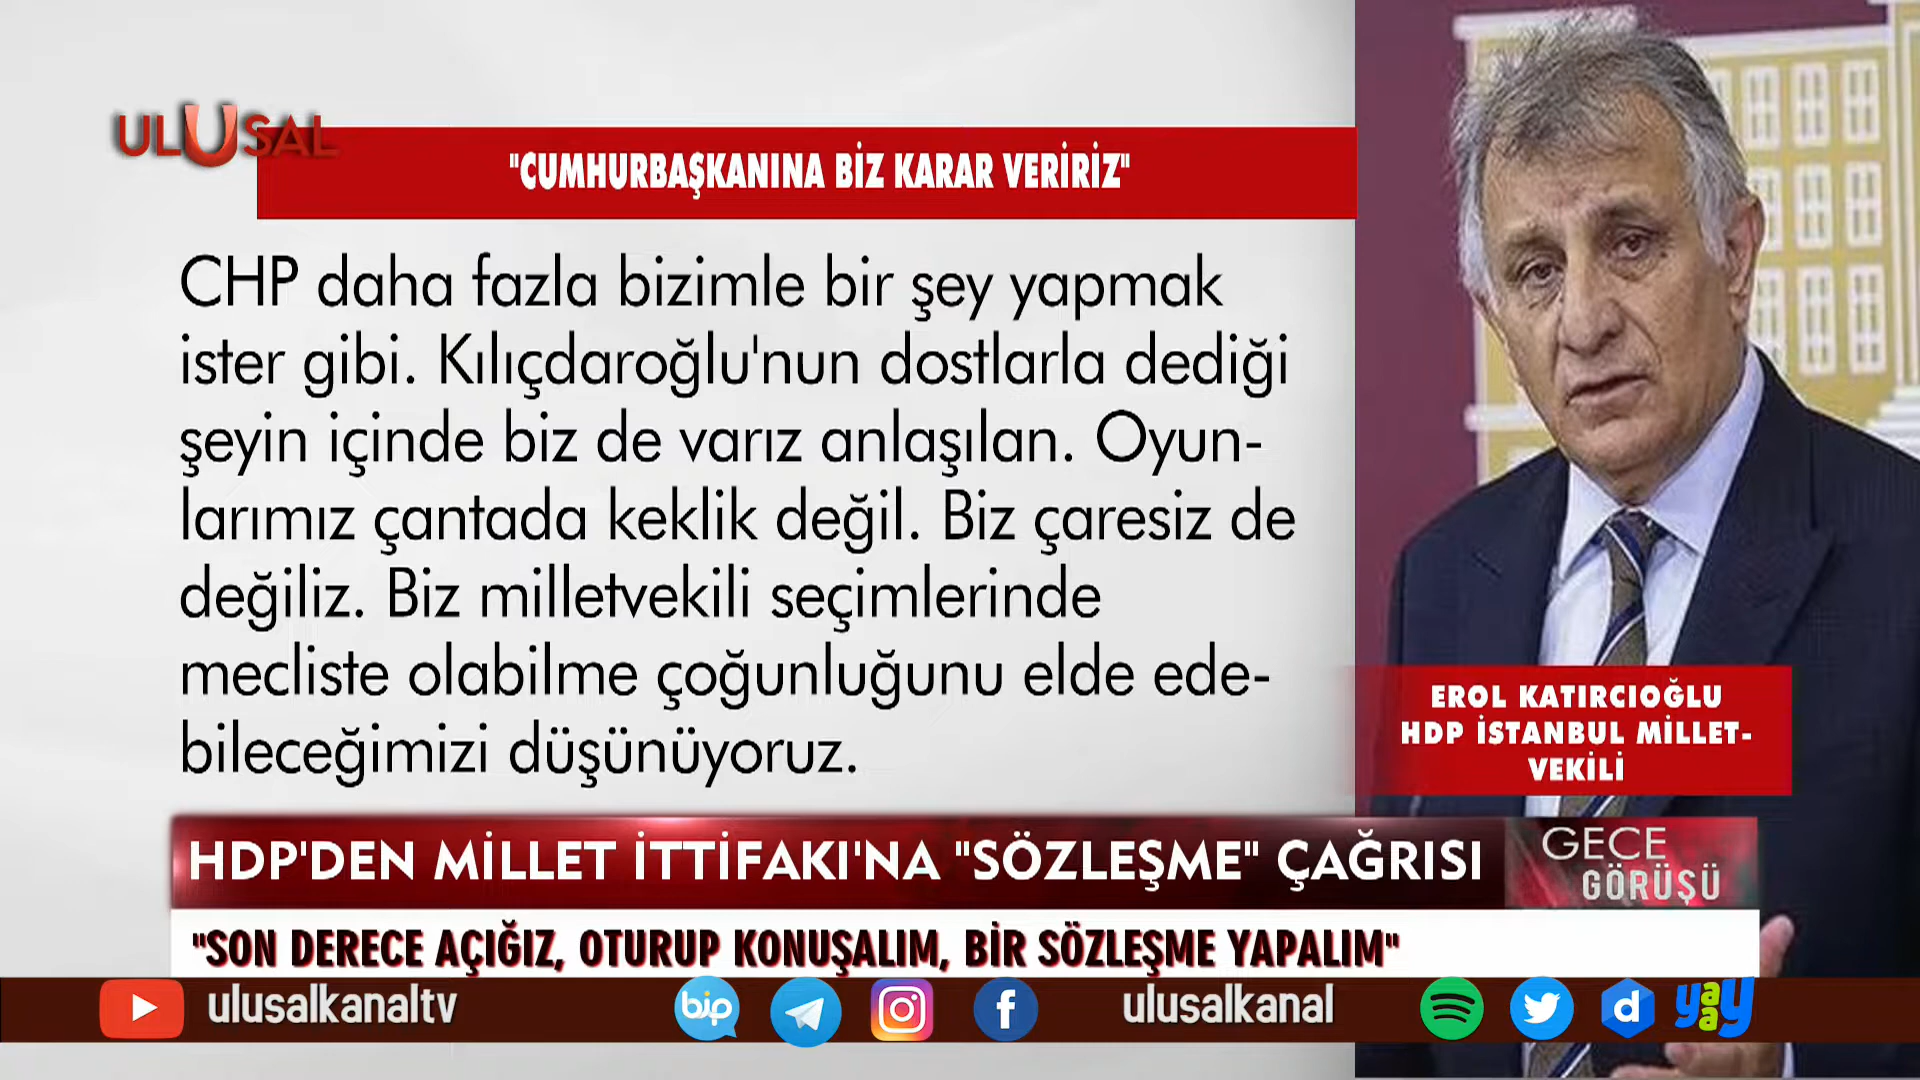 ULUSAL
"CUMHURBAŞKANINA BİZ KARAR VERİRİZ"
CHP daha fazla bizimle bir şey yapmak
ister gibi. Kılıçdaroğlu'nun dostlarla dediği
şeyin içinde biz de varız anlaşılan. Oyun-
larımız çantada keklik değil. Biz çaresiz de
değiliz. Biz milletvekili seçimlerinde
mecliste olabilme çoğunluğunu elde ede-
bileceğimizi düşünüyoruz.
EROL KATIRCIOĞLU
HDP İSTANBUL MİLLET-
VEKİLİ
HDP'DEN MİLLET İTTİFAKI'NA "SÖZLEŞME" ÇAĞRISI
GECE
GÖRÜŞÜ
"SON DERECE AÇIĞIZ, OTURUP KONUŞALIM, BİR SÖZLEŞME YAPALIM"
ulusalkanaltv
bip
ulusalkanal
d
yaay